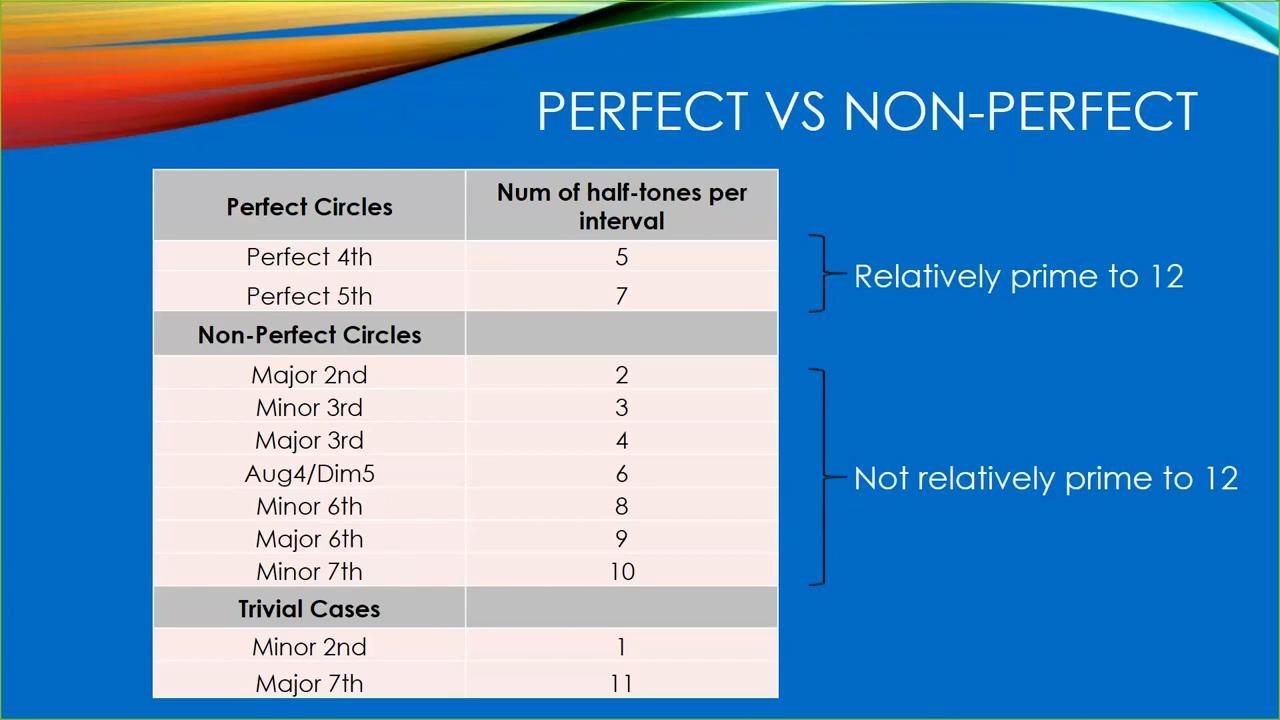 PERFECT VS NON-PERFECT
Perfect Circles
Num of half-tones per
interval
Perfect 4th 5
Perfect 5th 7
Relatively prime to 12
Non-Perfect Circles
Major 2nd 2
Minor 3rd 3
Major 3rd 4
Aug4/Dim5 6
Minor 6th 8
Major 6th 9
Minor 7th 10
Not relatively prime to 12
Trivial Cases
Minor 2nd 1
Major 7th 11